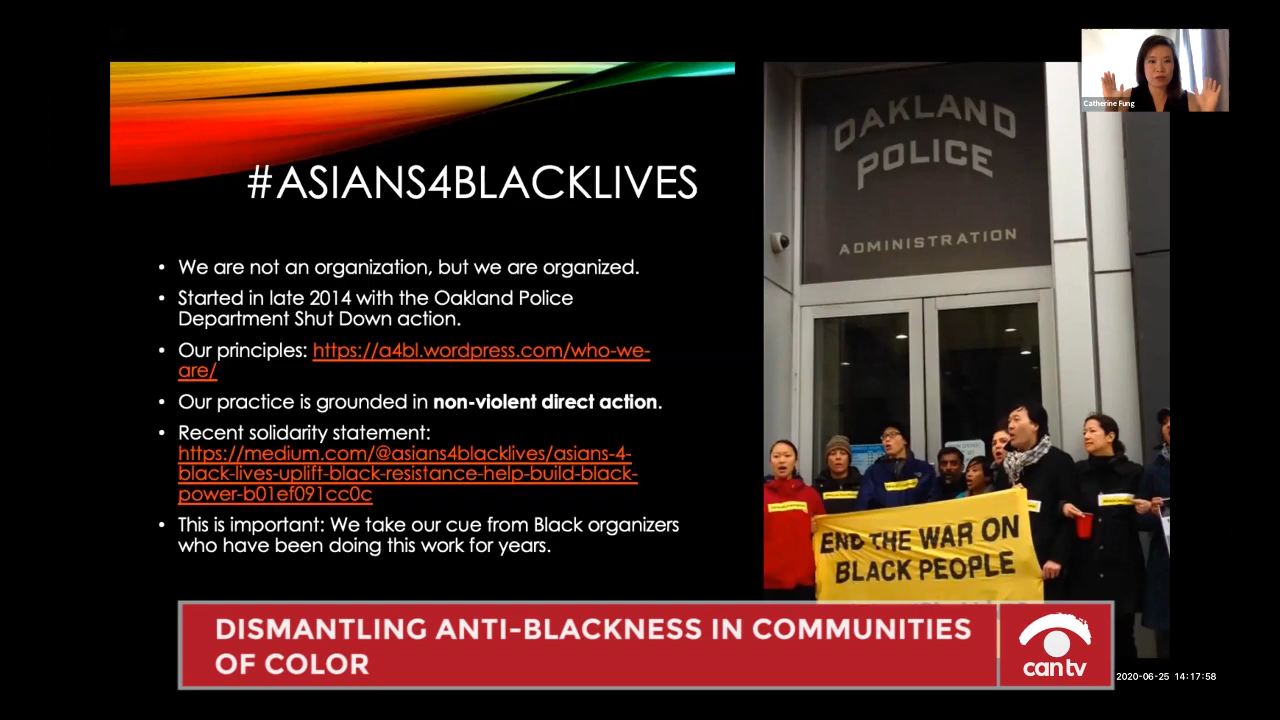 Catherine Fung
OAKLAND
POLICE
ADMINISTRATION
#ASIANS4BLACKLIVES
• We are not an organization, but we are organized.
• Started in late 2014 with the Oakland Police
Department Shut Down action.
• Our principles: https://a4bl.wordpress.com/who-we-
are/
• Our practice is grounded in non-violent direct action.
• Recent solidarity statement:
https://medium.com/@asians4blacklives/asians-4-
black-lives-uplift-black-resistance-help-build-black-
power-b01ef091cc0c
• This is important: We take our cue from Black organizers
who have been doing this work for years.
END THE WAR ON
BLACK PEOPLE
DISMANTLING ANTI-BLACKNESS IN COMMUNITIES
OF COLOR
can tv
2020-06-25 14:17:58